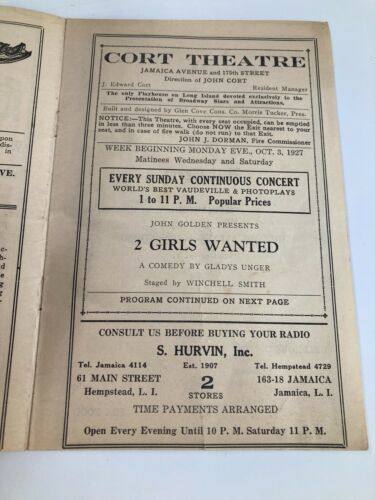 CORT THEATRE
JAMAICA AVENUE and 175th STREET
Direction of JOHN CORT
J. Edward Cort Resident Manager
The only Playhouse on Long Island devoted exclusively to the
Presentation of Broadway Stars and Attractions.
Built and designed by Glen Cove Cons. Co. Morris Tucker, Pres.
NOTICE:—This Theatre, with every seat occupied, can be emptied
in less than three minutes. Choose NOW the Exit nearest to your
seat, and in case of fire walk (do not run) to that Exit.
JOHN J. DORMAN, Fire Commissioner
WEEK BEGINNING MONDAY EVE., OCT. 3, 1927
Matinees Wednesday and Saturday
EVERY SUNDAY CONTINUOUS CONCERT
WORLD'S BEST VAUDEVILLE & PHOTOPLAYS
1 to 11 P. M. Popular Prices
JOHN GOLDEN PRESENTS
2 GIRLS WANTED
A COMEDY BY GLADYS UNGER
Staged by WINCHELL SMITH
PROGRAM CONTINUED ON NEXT PAGE
CONSULT US BEFORE BUYING YOUR RADIO
S. HURVIN, Inc.
Tel. Jamaica 4114 Est. 1907 Tel. Hempstead 4729
61 MAIN STREET 2 163-18 JAMAICA
Hempstead, L. I. STORES Jamaica, L. I.
TIME PAYMENTS ARRANGED
Open Every Evening Until 10 P. M. Saturday 11 P. M.